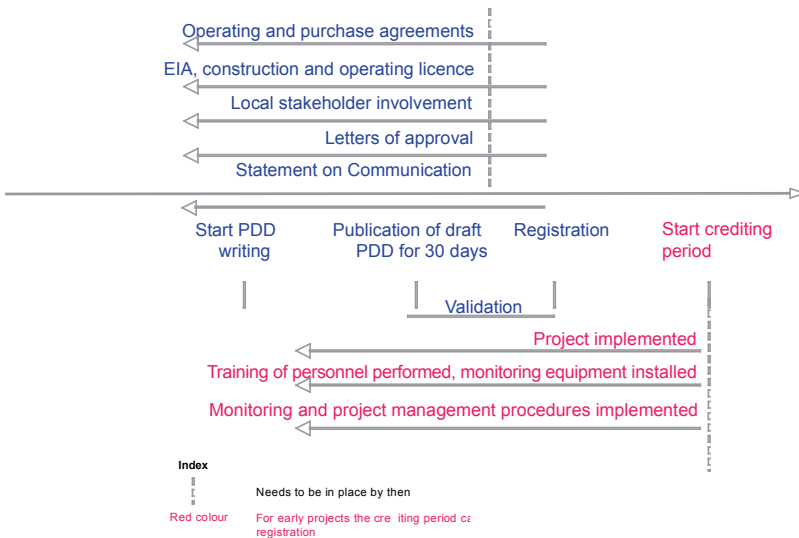 Operating and purchase agreements
EIA, construction and operating licence
Local stakeholder involvement
Letters of approval
Statement on Communication
Start PDD
writing
Publication of draft
PDD for 30 days
Registration
Start crediting
period
Validation
Project implemented
Training of personnel performed, monitoring equipment installed
Monitoring and project management procedures implemented
Index
Needs to be in place by then
Red colour
For early projects the cre iting period ca
registration